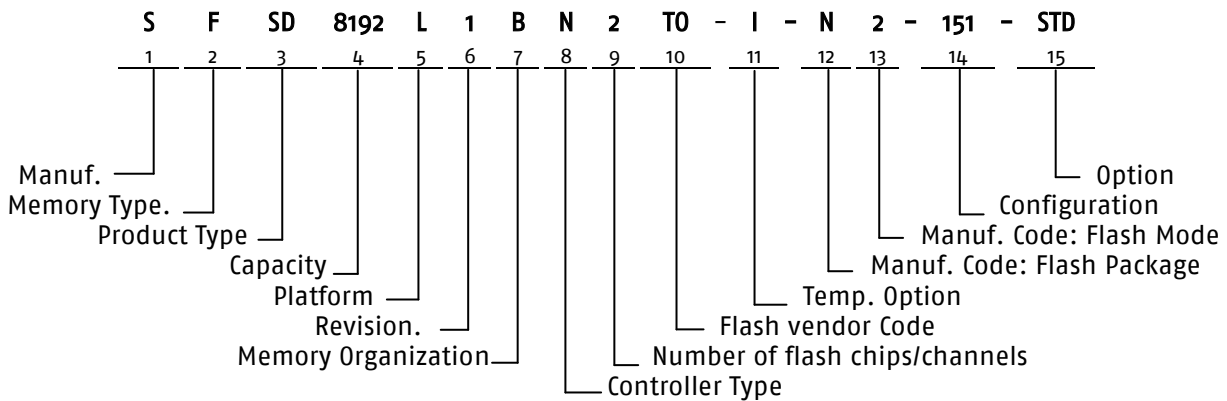 S F SD 8192 L 1 B N 2 TO - I - N 2 - 151 - STD
1 2 3 4 5 6 7 8 9 10 11 12 13 14 15
Manuf. Option
Memory Type. Configuration
Product Type Manuf. Code: Flash Mode
Capacity Manuf. Code: Flash Package
Platform Temp. Option
Revision. Flash vendor Code
Memory Organization Number of flash chips/channels
Controller Type